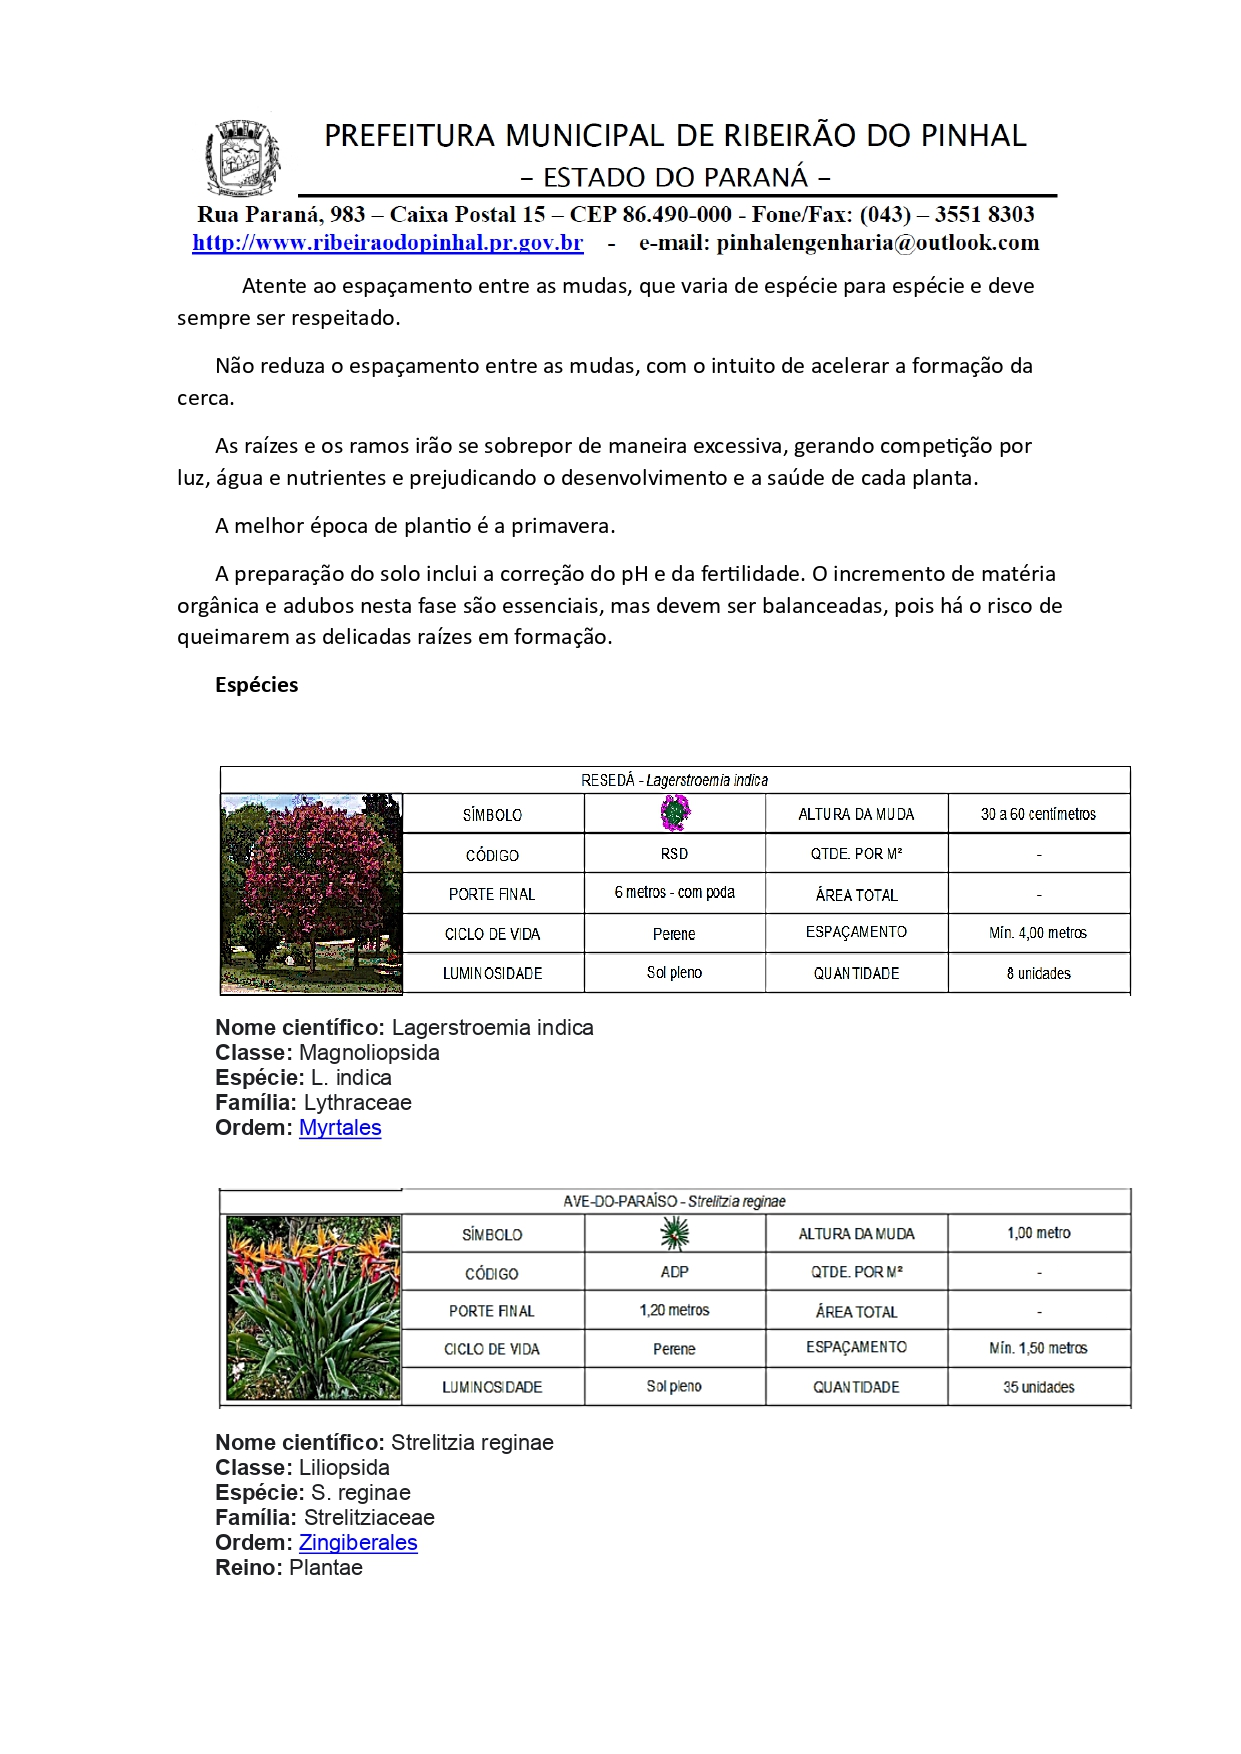 PREFEITURA MUNICIPAL DE RIBEIRÃO DO PINHAL
– ESTADO DO PARANÁ –
Rua Paraná, 983 – Caixa Postal 15 – CEP 86.490-000 - Fone/Fax: (043) – 3551 8303
http://www.ribeiraodopinhal.pr.gov.br - e-mail: pinhalengenharia@outlook.com
Atente ao espaçamento entre as mudas, que varia de espécie para espécie e deve
sempre ser respeitado.
Não reduza o espaçamento entre as mudas, com o intuito de acelerar a formação da
cerca.
As raízes e os ramos irão se sobrepor de maneira excessiva, gerando competição por
luz, água e nutrientes e prejudicando o desenvolvimento e a saúde de cada planta.
A melhor época de plantio é a primavera.
A preparação do solo inclui a correção do pH e da fertilidade. O incremento de matéria
orgânica e adubos nesta fase são essenciais, mas devem ser balanceadas, pois há o risco de
queimarem as delicadas raízes em formação.
Espécies
RESEDÁ - Lagerstroemia indica
SÍMBOLO ALTURA DA MUDA 30 a 60 centímetros
CÓDIGO RSD QTDE. POR M² -
PORTE FINAL 6 metros - com poda ÁREA TOTAL -
CICLO DE VIDA Perene ESPAÇAMENTO Mín. 4,00 metros
LUMINOSIDADE Sol pleno QUANTIDADE 8 unidades
Nome científico: Lagerstroemia indica
Classe: Magnoliopsida
Espécie: L. indica
Família: Lythraceae
Ordem: Myrtales
AVE-DO-PARAÍSO - Strelitzia reginae
SÍMBOLO ALTURA DA MUDA 1,00 metro
CÓDIGO ADP QTDE. POR M² -
PORTE FINAL 1,20 metros ÁREA TOTAL -
CICLO DE VIDA Perene ESPAÇAMENTO Mín. 1,50 metros
LUMINOSIDADE Sol pleno QUANTIDADE 35 unidades
Nome científico: Strelitzia reginae
Classe: Liliopsida
Espécie: S. reginae
Família: Strelitziaceae
Ordem: Zingiberales
Reino: Plantae